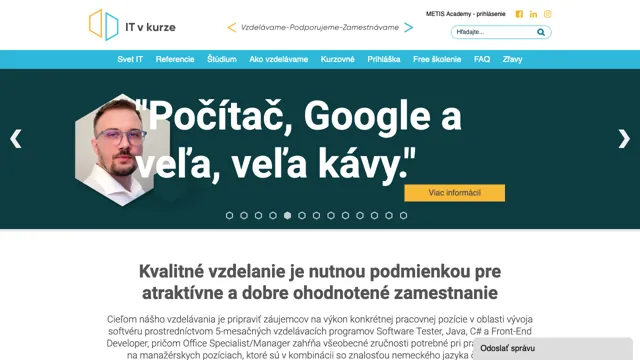 IT v kurze
Vzdelávame-Podporujeme-Zamestnávame
METIS Academy - prihlásenie
Hľadajte...
Svet IT Referencie Štúdium Ako vzdelávame Kurzovné Prihláška Free školenie FAQ Zľavy
"Počítač, Google a
veľa, veľa kávy."
Viac informácií
Kvalitné vzdelanie je nutnou podmienkou pre
atraktívne a dobre ohodnotené zamestnanie
Cieľom nášho vzdelávania je pripraviť záujemcov na výkon konkrétnej pracovnej pozície v oblasti vývoja
softvéru prostredníctvom 5-mesačných vzdelávacích programov Software Tester, Java, C# a Front-End
Developer, pričom Office Specialist/Manager zahŕňa všeobecné zručnosti potrebné pri
na manažérskych pozíciach, ktoré sú v kombinácii so znalosťou nemeckého jazyka
Odoslať správu